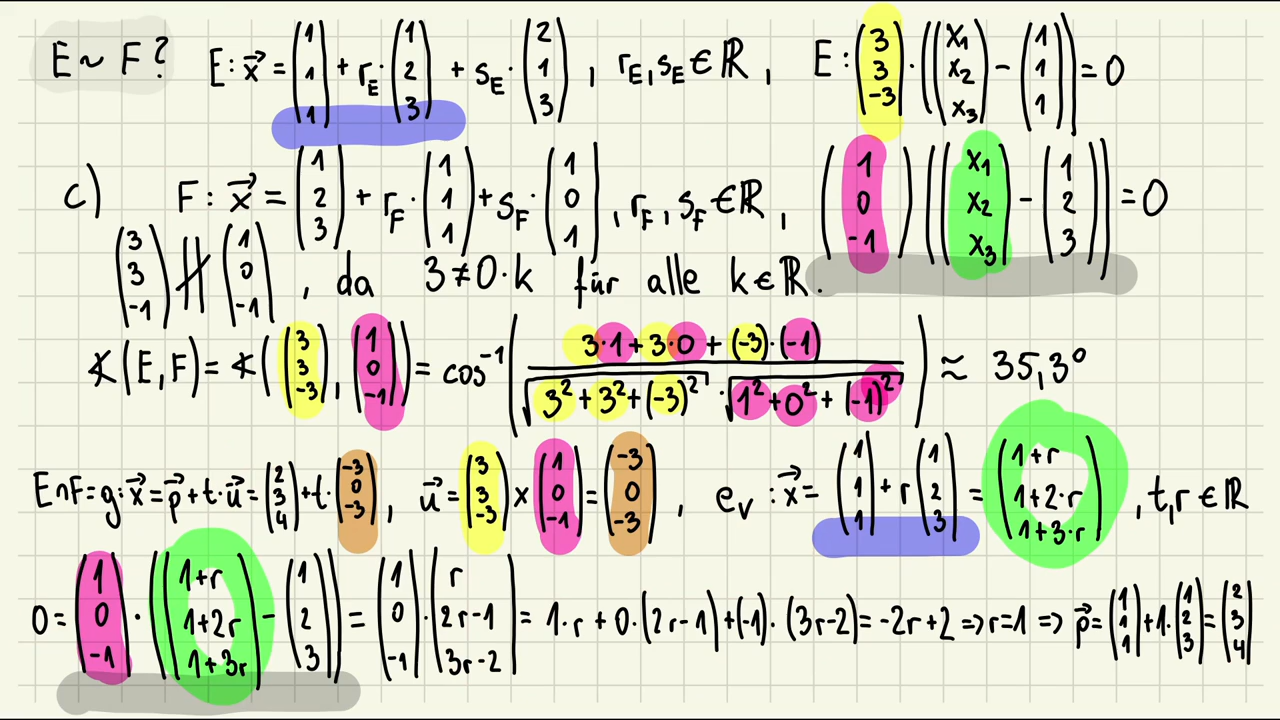 E ~ F? E: x⃗ = (1 1 1) + r_E · (1 2 3) + s_E · (2 1 3), r_E, s_E ∈ ℝ, E: (3 3 -3) · ((x₁ x₂ x₃) - (1 1 1)) = 0
c) F: x⃗ = (1 2 3) + r_F · (1 1 1) + s_F · (1 0 1), r_F, s_F ∈ ℝ, (1 0 -1) ((x₁ x₂ x₃) - (1 2 3)) = 0
(3 3 -1) ∦ (1 0 -1), da 3 ≠ 0 · k für alle k ∈ ℝ.
∢(E, F) = ∢((3 3 -3), (1 0 -1)) = cos⁻¹((3·1 + 3·0 + (-3)·(-1)) / (√(3² + 3² + (-3)²) · √(1² + 0² + (-1)²))) ≈ 35,3°
E∩F = g: x⃗ = p⃗ + t · u⃗ = (2 3 4) + t · (-3 0 -3), u⃗ = (3 3 -3) × (1 0 -1) = (-3 0 -3), e_v: x⃗ = (1 1 1) + r (1 2 3) = (1+r 1+2·r 1+3·r), t, r ∈ ℝ
0 = (1 0 -1) · ((1+r 1+2r 1+3r) - (1 2 3)) = (1 0 -1) · (r 2r-1 3r-2) = 1·r + 0·(2r-1) + (-1)·(3r-2) = -2r+2 ⇒ r=1 ⇒ p⃗ = (1 1 1) + 1·(1 2 3) = (2 3 4)